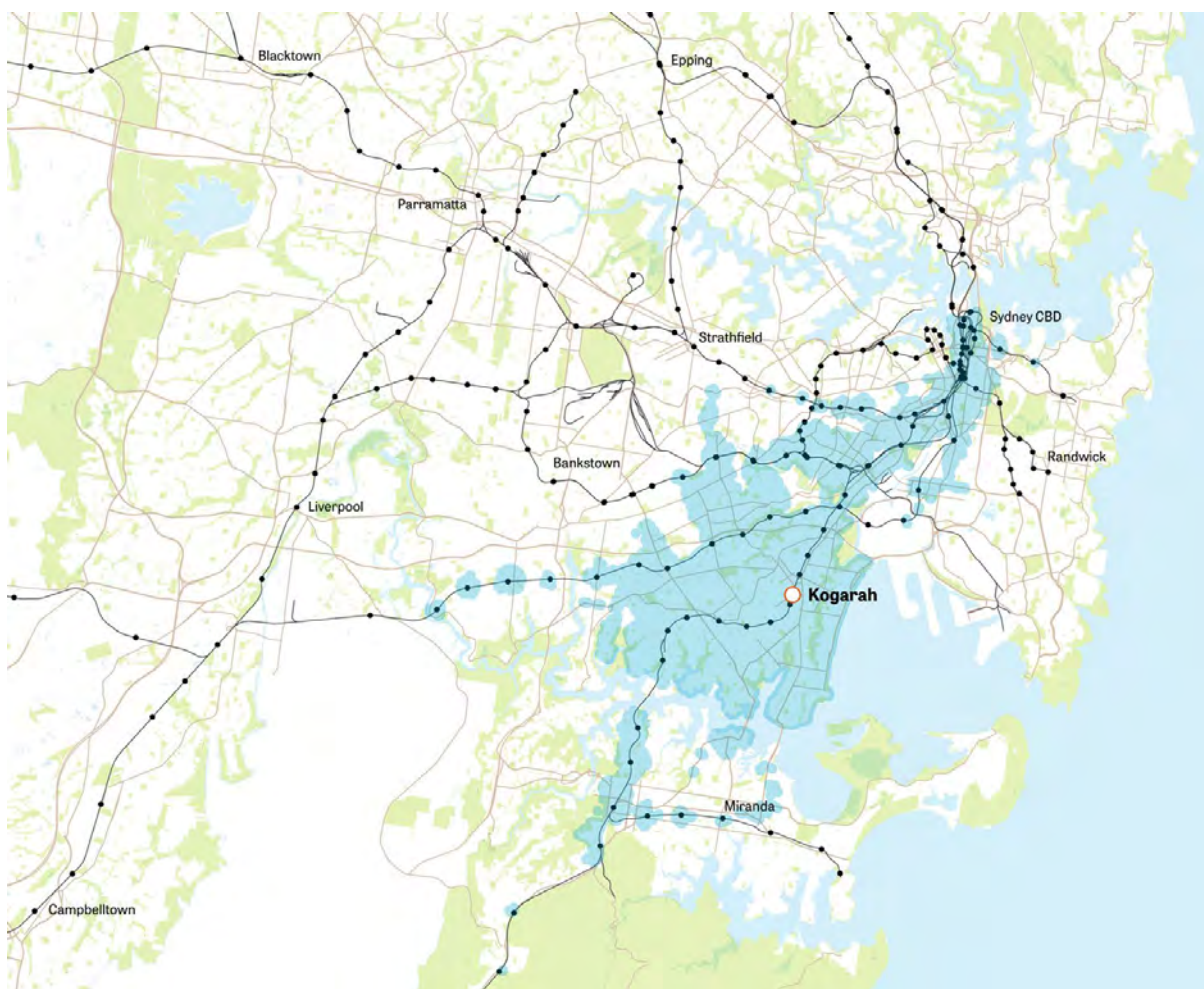 Blacktown
Epping
Parramatta
Sydney CBD
Strathfield
Bankstown
Randwick
Liverpool
Kogarah
Miranda
Campbelltown